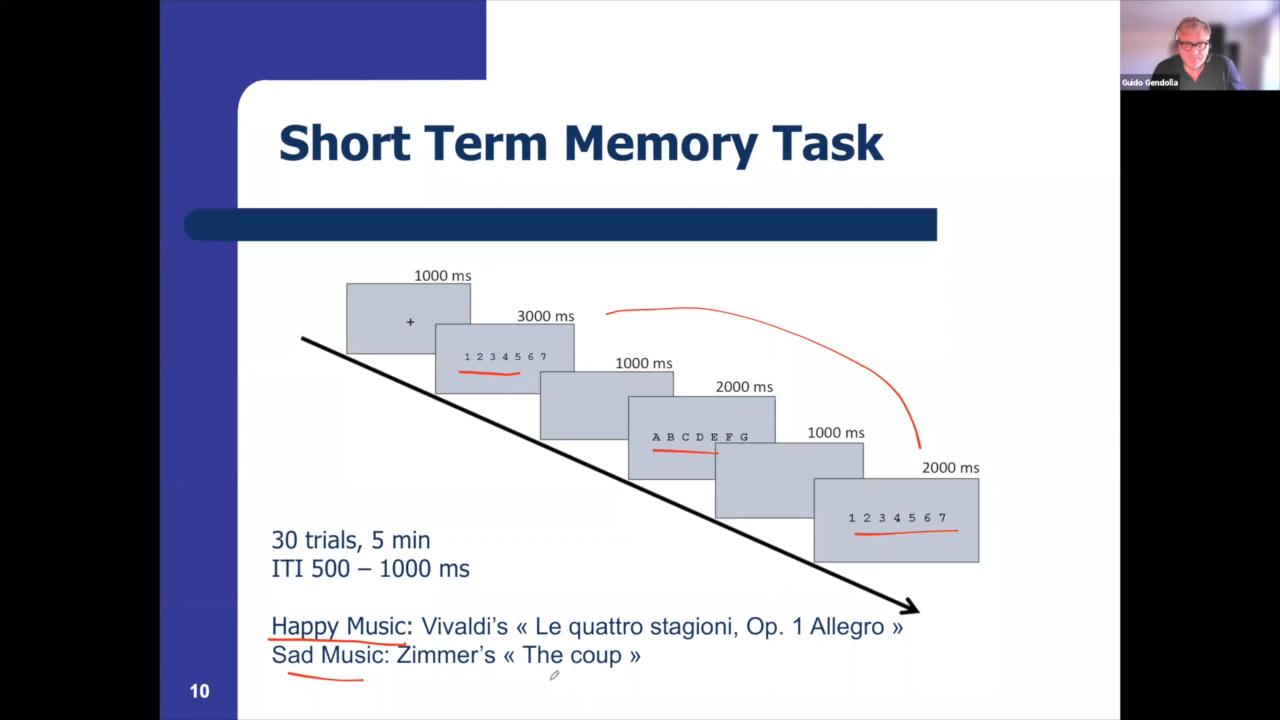 Guido Gendolla
Short Term Memory Task
1000 ms
+
3000 ms
1 2 3 4 5 6 7
1000 ms
2000 ms
A B C D E F G
1000 ms
2000 ms
1 2 3 4 5 6 7
30 trials, 5 min
ITI 500 – 1000 ms
Happy Music: Vivaldi’s « Le quattro stagioni, Op. 1 Allegro »
Sad Music: Zimmer’s « The coup »
10